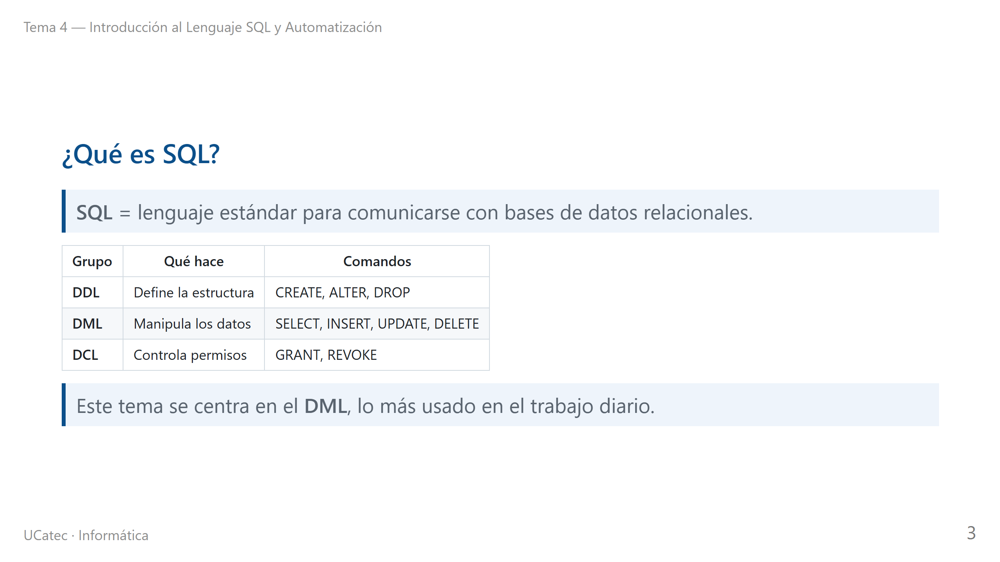 Tema 4 — Introducción al Lenguaje SQL y Automatización
¿Qué es SQL?
SQL = lenguaje estándar para comunicarse con bases de datos relacionales.
Grupo Qué hace Comandos
DDL Define la estructura CREATE, ALTER, DROP
DML Manipula los datos SELECT, INSERT, UPDATE, DELETE
DCL Controla permisos GRANT, REVOKE
Este tema se centra en el DML, lo más usado en el trabajo diario.
UCatec · Informática
3